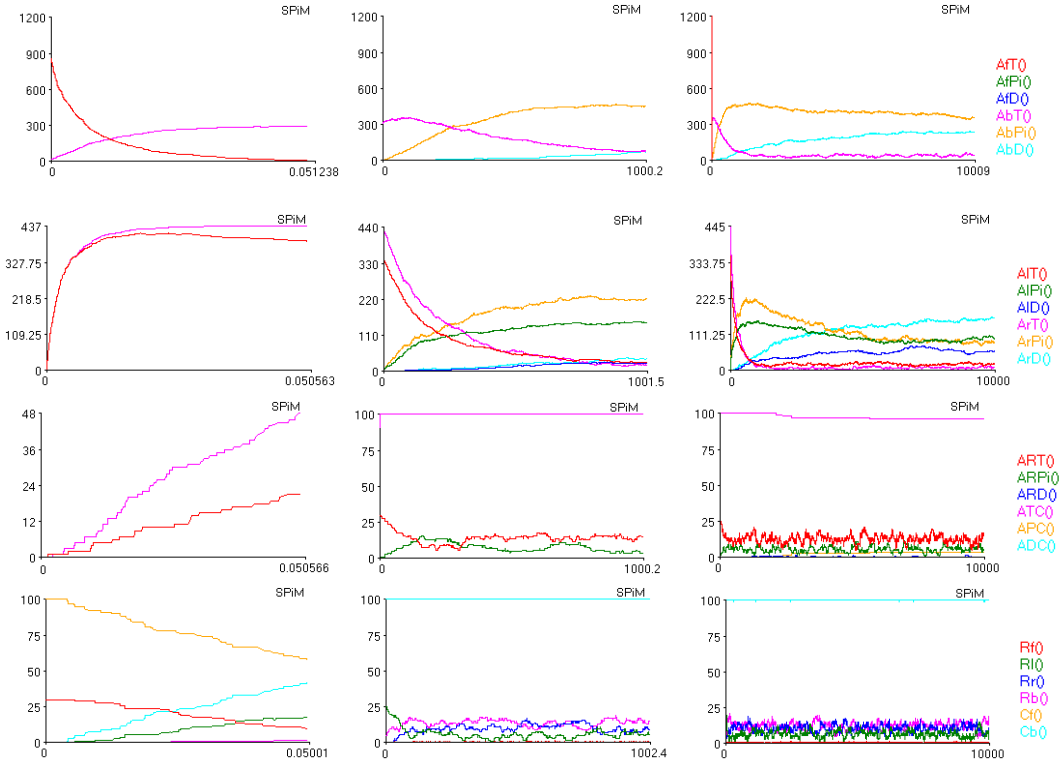 SPiM
1200
900
600
300
0
0
0.051238
SPiM
1200
900
600
300
0
0
1000.2
SPiM
1200
900
600
300
0
0
10009
AfT()
AfPi()
AfD()
AbT()
AbPi()
AbD()
SPiM
437
327.75
218.5
109.25
0
0
0.050563
SPiM
440
330
220
110
0
0
1001.5
SPiM
445
333.75
222.5
111.25
0
0
10000
AlT()
AlPi()
AlD()
ArT()
ArPi()
ArD()
SPiM
48
36
24
12
0
0
0.050566
SPiM
100
75
50
25
0
0
1000.2
SPiM
100
75
50
25
0
0
10000
ART()
ARPi()
ARD()
ATC()
APC()
ADC()
SPiM
100
75
50
25
0
0
0.05001
SPiM
100
75
50
25
0
0
1002.4
SPiM
100
75
50
25
0
0
10000
Rf()
Rl()
Rr()
Rb()
Cf()
Cb()